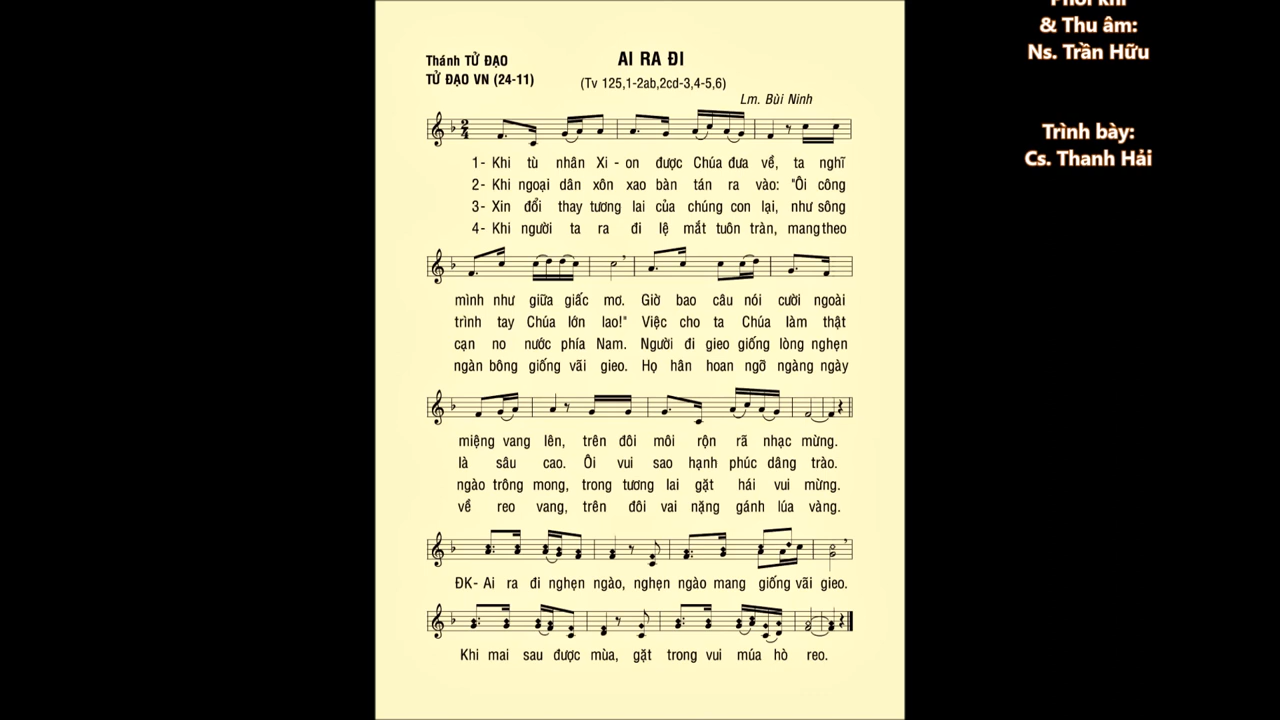 Thánh TỬ ĐẠO
TỬ ĐẠO VN (24-11)
AI RA ĐI
(Tv 125,1-2ab,2cd-3,4-5,6)
Lm. Bùi Ninh
1- Khi tù nhân Xi - on được Chúa đưa về, ta nghĩ
2- Khi ngoại dân xôn xao bàn tán ra vào: "Ôi công
3- Xin đổi thay tương lai của chúng con lại, như sông
4- Khi người ta ra đi lệ mắt tuôn tràn, mang theo
mình như giữa giấc mơ. Giờ bao câu nói cười ngoài
trình tay Chúa lớn lao!" Việc cho ta Chúa làm thật
cạn no nước phía Nam. Người đi gieo giống lòng nghẹn
ngàn bông giống vãi gieo. Họ hân hoan ngỡ ngàng ngày
miệng vang lên, trên đôi môi rộn rã nhạc mừng.
là sâu cao. Ôi vui sao hạnh phúc dâng trào.
ngào trông mong, trong tương lai gặt hái vui mừng.
về reo vang, trên đôi vai nặng gánh lúa vàng.
ĐK- Ai ra đi nghẹn ngào, nghẹn ngào mang giống vãi gieo.
Khi mai sau được mùa, gặt trong vui múa hò reo.
Phối khí
& Thu âm:
Ns. Trần Hữu
Trình bày:
Cs. Thanh Hải